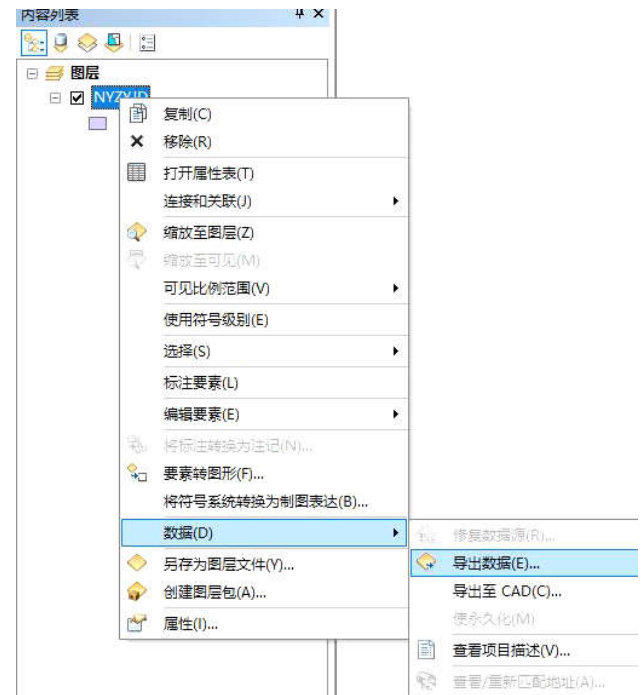 内容列表
图层
NYZYJD
复制(C)
移除(R)
打开属性表(T)
连接和关联(J)
缩放至图层(Z)
缩放至可见(M)
可见比例范围(V)
使用符号级别(E)
选择(S)
标注要素(L)
编辑要素(E)
将标注转换为注记(N)...
要素转图形(F)...
将符号系统转换为制图表达(B)...
数据(D)
修复数据源(R)...
另存为图层文件(Y)...
导出数据(E)...
创建图层包(A)...
导出至 CAD(C)...
使永久化(M)
属性(I)...
查看项目描述(V)...
查看/重新匹配地址(A)...